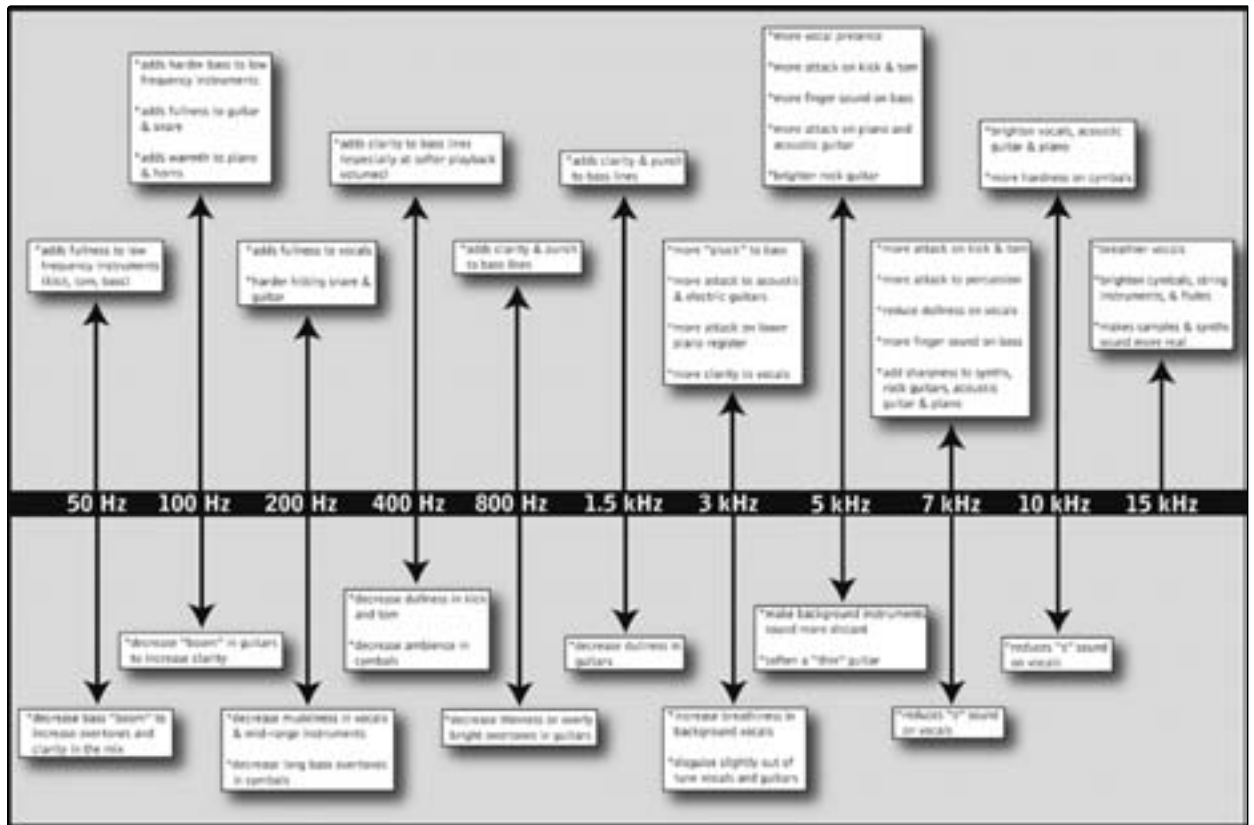 *adds harder bass to low
frequency instruments
*adds fullness to guitar
& snare
*adds warmth to piano
& horns
*more vocal presence
*more attack on kick & tom
*more finger sound on bass
*more attack on piano and
acoustic guitar
*brighter rock guitar
*adds clarity to bass lines
(especially at softer playback
volumes)
*adds clarity & punch
to bass lines
*brighten vocals, acoustic
guitar & piano
*more hardness on cymbals
*adds fullness to low
frequency instruments
(kick, tom, bass)
*adds fullness to vocals
*harder hitting snare &
guitar
*adds clarity & punch
to bass lines
*more "pluck" to bass
*more attack to acoustic
& electric guitars
*more attack on lower
piano register
*more clarity to vocals
*more attack on kick & tom
*more attack to percussion
*reduce dullness on vocals
*more finger sound on bass
*add sharpness to synths,
rock guitars, acoustic
guitar & piano
*breathier vocals
*brighten cymbals, string
instruments, & flutes
*makes samples & synths
sound more real
50 Hz 100 Hz 200 Hz 400 Hz 800 Hz 1.5 kHz 3 kHz 5 kHz 7 kHz 10 kHz 15 kHz
*decrease "boom" in guitars
to increase clarity
*decrease dullness in kick
and tom
*decrease ambience in
cymbals
*decrease dullness in
guitars
*make background instruments
sound more distant
*soften a "thin" guitar
*reduces "s" sound
on vocals
*decrease bass "boom" to
increase overtones and
clarity in the mix
*decrease muddiness in vocals
& mid-range instruments
*decrease long bass overtones
in cymbals
*decrease thinness or overly
bright overtones in guitars
*increase breathiness in
background vocals
*disguise slightly out of
tune vocals and guitars
*reduces "s" sound
on vocals